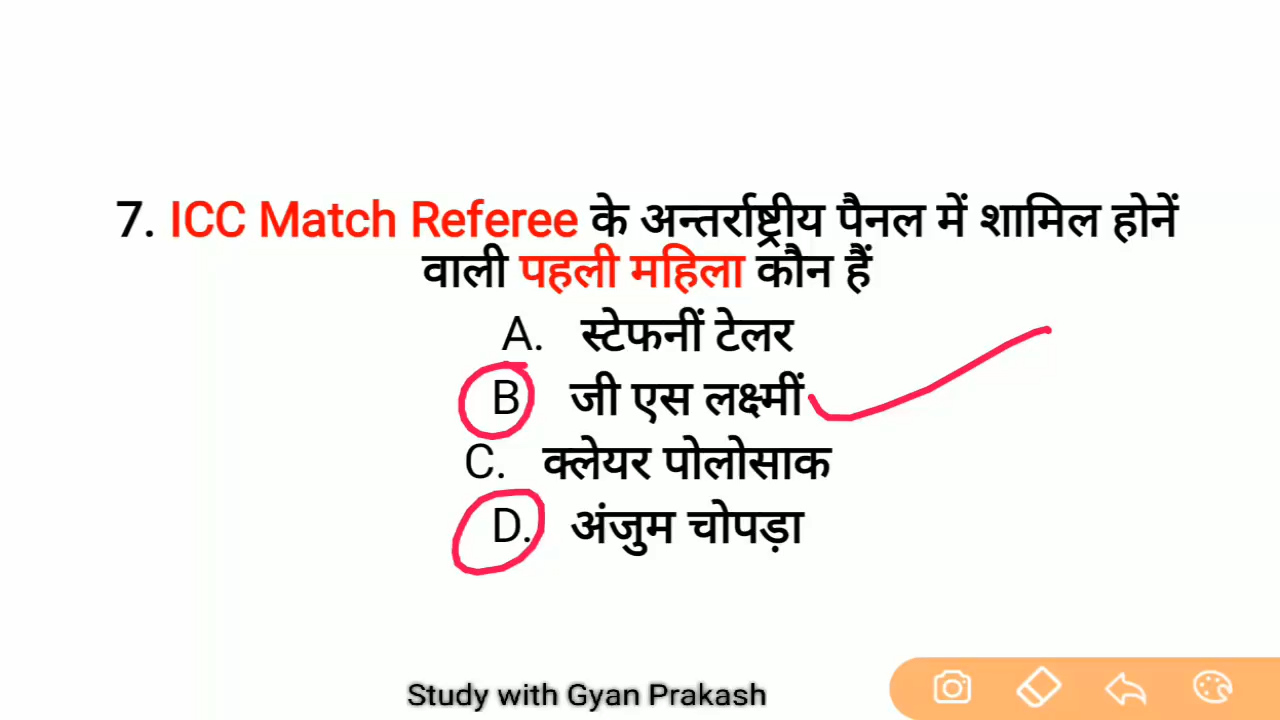 7. ICC Match Referee के अन्तर्राष्ट्रीय पैनल में शामिल होनें
वाली पहली महिला कौन हैं
A. स्टेफनीं टेलर
B जी एस लक्ष्मीं
C. क्लेयर पोलोसाक
D. अंजुम चोपड़ा
Study with Gyan Prakash